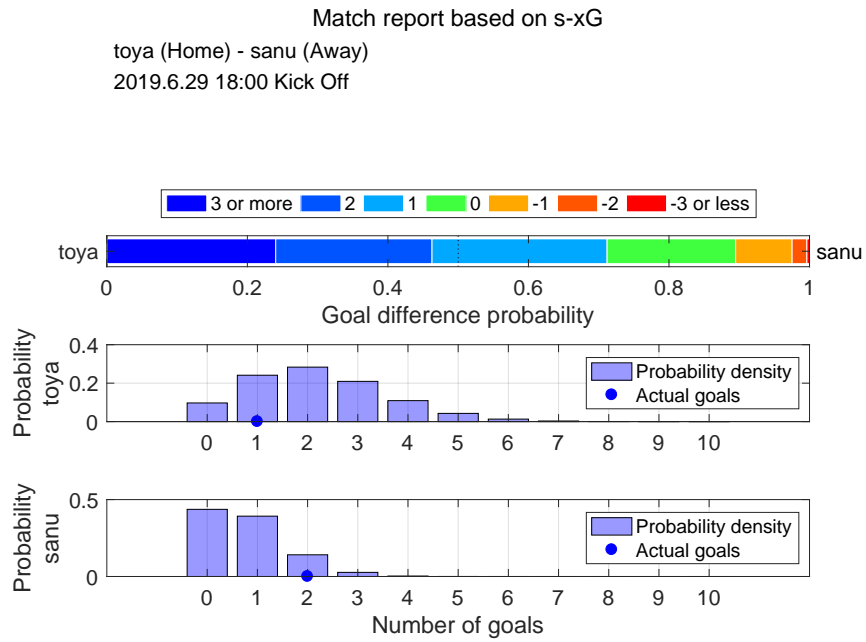 Match report based on s-xG
toya (Home) - sanu (Away)
2019.6.29 18:00 Kick Off
3 or more 2 1 0 -1 -2 -3 or less
toya sanu
0 0.2 0.4 0.6 0.8 1
Goal difference probability
Probability
toya
0.4
0.2
0
Probability density
Actual goals
0 1 2 3 4 5 6 7 8 9 10
Probability
sanu
0.5
0
Probability density
Actual goals
0 1 2 3 4 5 6 7 8 9 10
Number of goals